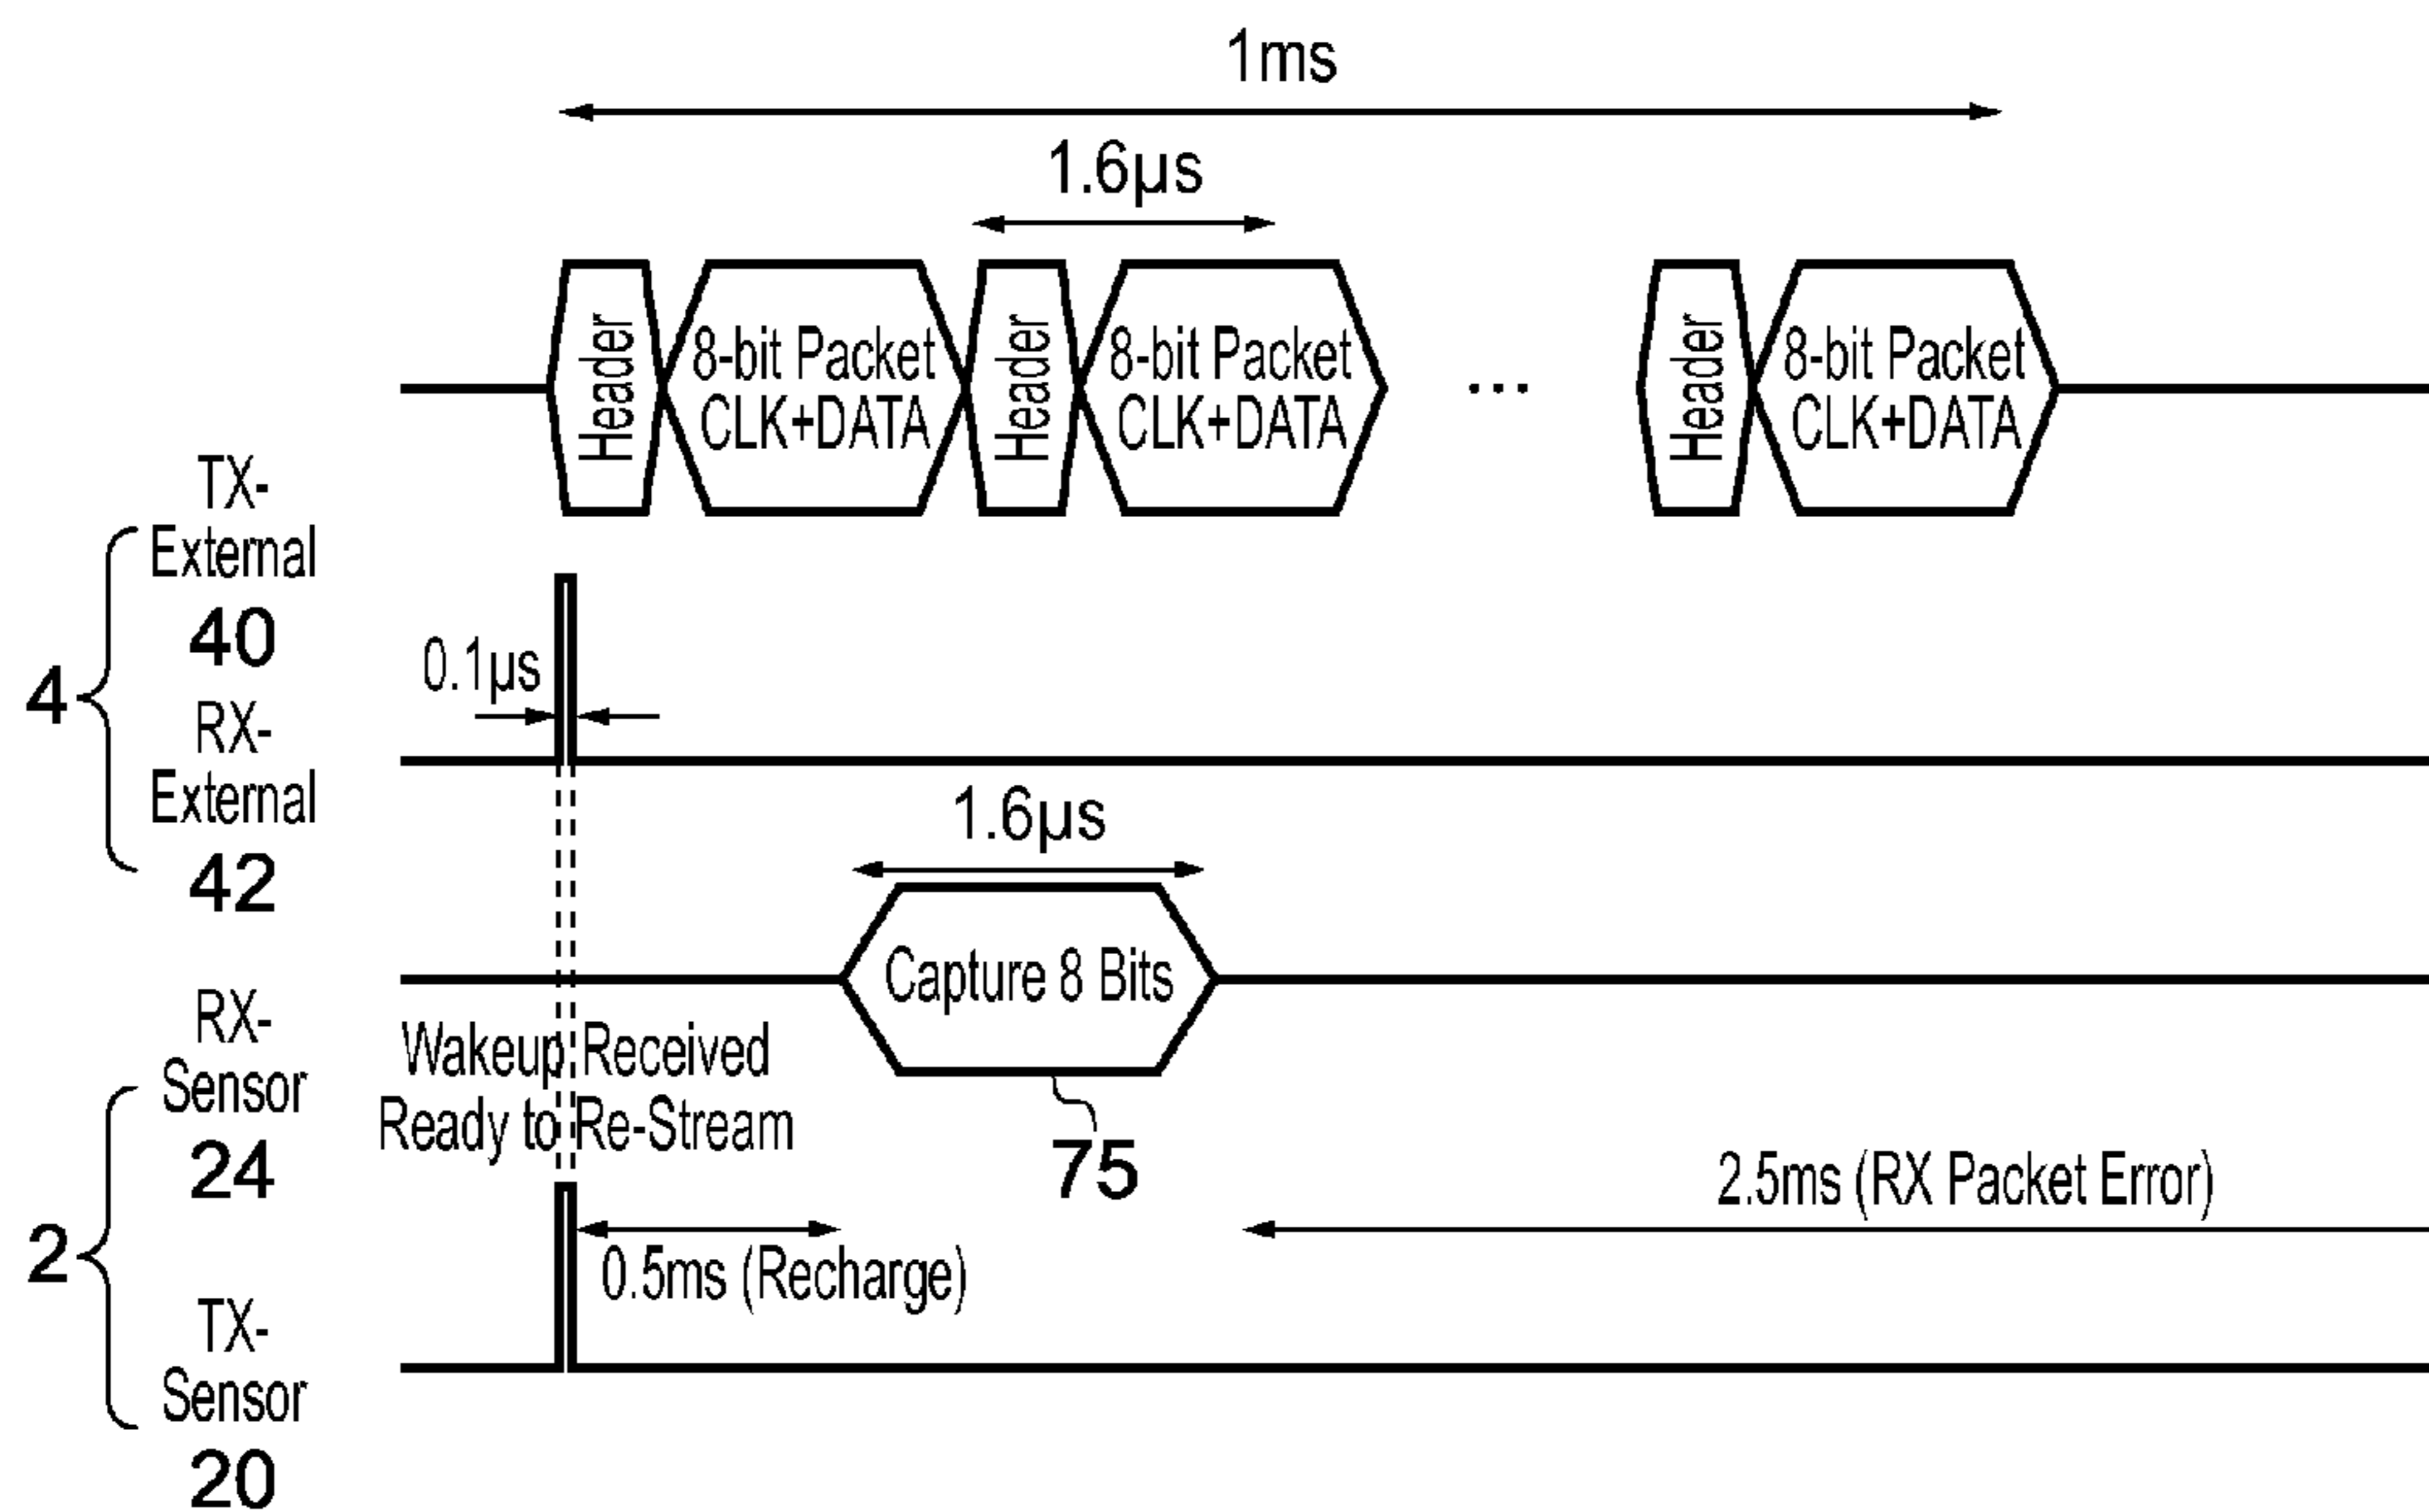 1ms
1.6µs
Header
8-bit Packet
CLK+DATA
Header
8-bit Packet
CLK+DATA
...
Header
8-bit Packet
CLK+DATA
TX-
External
40
4
0.1µs
RX-
External
42
1.6µs
Capture 8 Bits
75
RX-
Sensor
24
Wakeup Received
Ready to Re-Stream
2
0.5ms (Recharge)
2.5ms (RX Packet Error)
TX-
Sensor
20